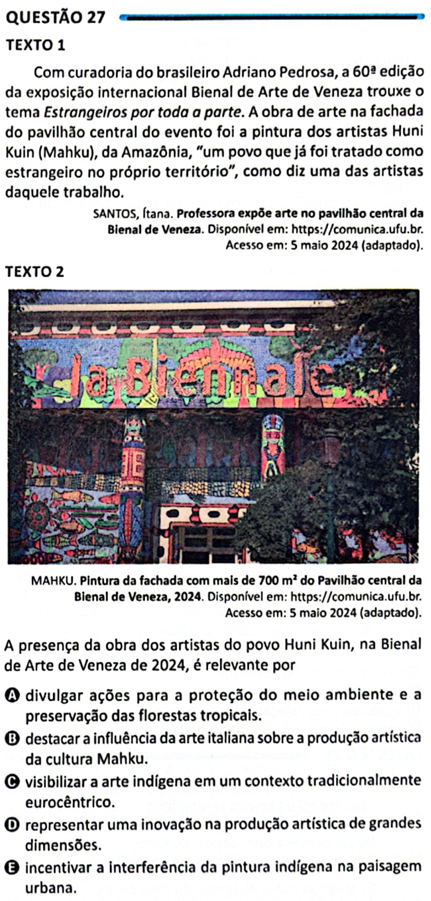 QUESTÃO 27
TEXTO 1
Com curadoria do brasileiro Adriano Pedrosa, a 60ª edição
da exposição internacional Bienal de Arte de Veneza trouxe o
tema Estrangeiros por toda a parte. A obra de arte na fachada
do pavilhão central do evento foi a pintura dos artistas Huni
Kuin (Mahku), da Amazônia, “um povo que já foi tratado como
estrangeiro no próprio território”, como diz uma das artistas
daquele trabalho.
SANTOS, Ítana. Professora expõe arte no pavilhão central da
Bienal de Veneza. Disponível em: https://comunica.ufu.br.
Acesso em: 5 maio 2024 (adaptado).
TEXTO 2
la Biennale
MAHKU. Pintura da fachada com mais de 700 m² do Pavilhão central da
Bienal de Veneza, 2024. Disponível em: https://comunica.ufu.br.
Acesso em: 5 maio 2024 (adaptado).
A presença da obra dos artistas do povo Huni Kuin, na Bienal
de Arte de Veneza de 2024, é relevante por
A divulgar ações para a proteção do meio ambiente e a
preservação das florestas tropicais.
B destacar a influência da arte italiana sobre a produção artística
da cultura Mahku.
C visibilizar a arte indígena em um contexto tradicionalmente
eurocêntrico.
D representar uma inovação na produção artística de grandes
dimensões.
E incentivar a interferência da pintura indígena na paisagem
urbana.